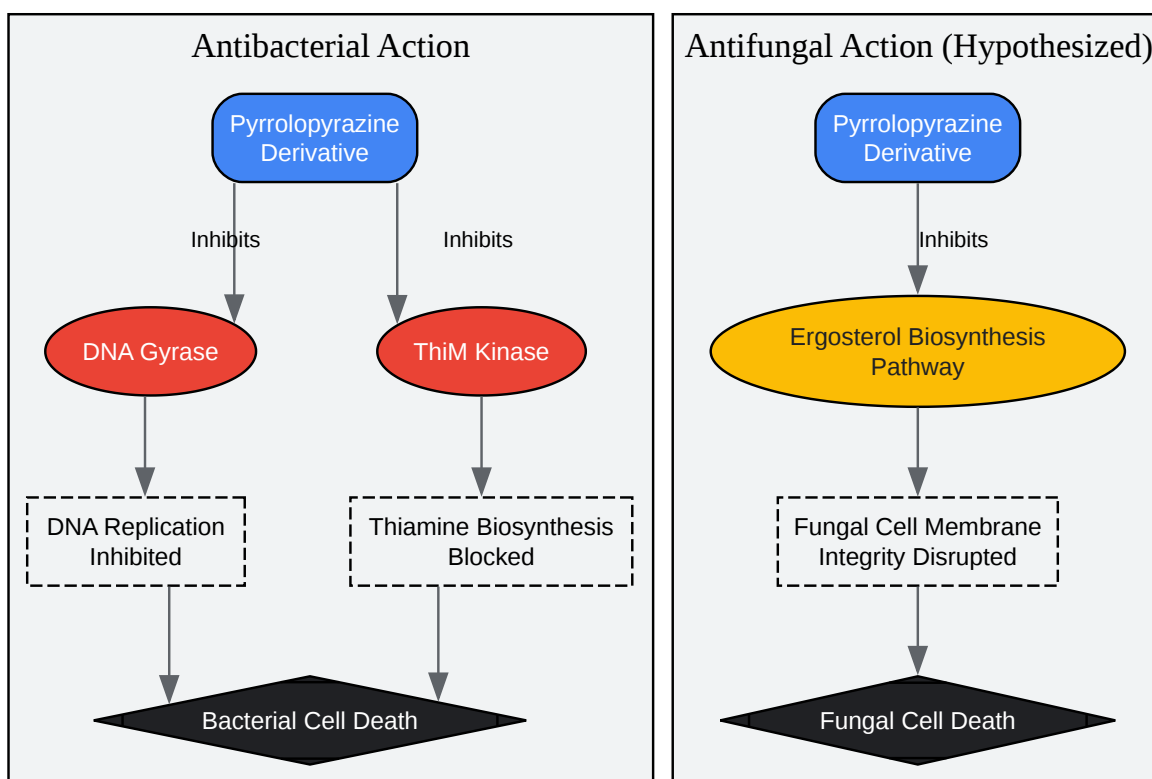 Antibacterial Action
Pyrrolopyrazine
Derivative
Inhibits
Inhibits
DNA Gyrase
ThiM Kinase
DNA Replication
Inhibited
Thiamine Biosynthesis
Blocked
Bacterial Cell Death
Antifungal Action (Hypothesized)
Pyrrolopyrazine
Derivative
Inhibits
Ergosterol Biosynthesis
Pathway
Fungal Cell Membrane
Integrity Disrupted
Fungal Cell Death